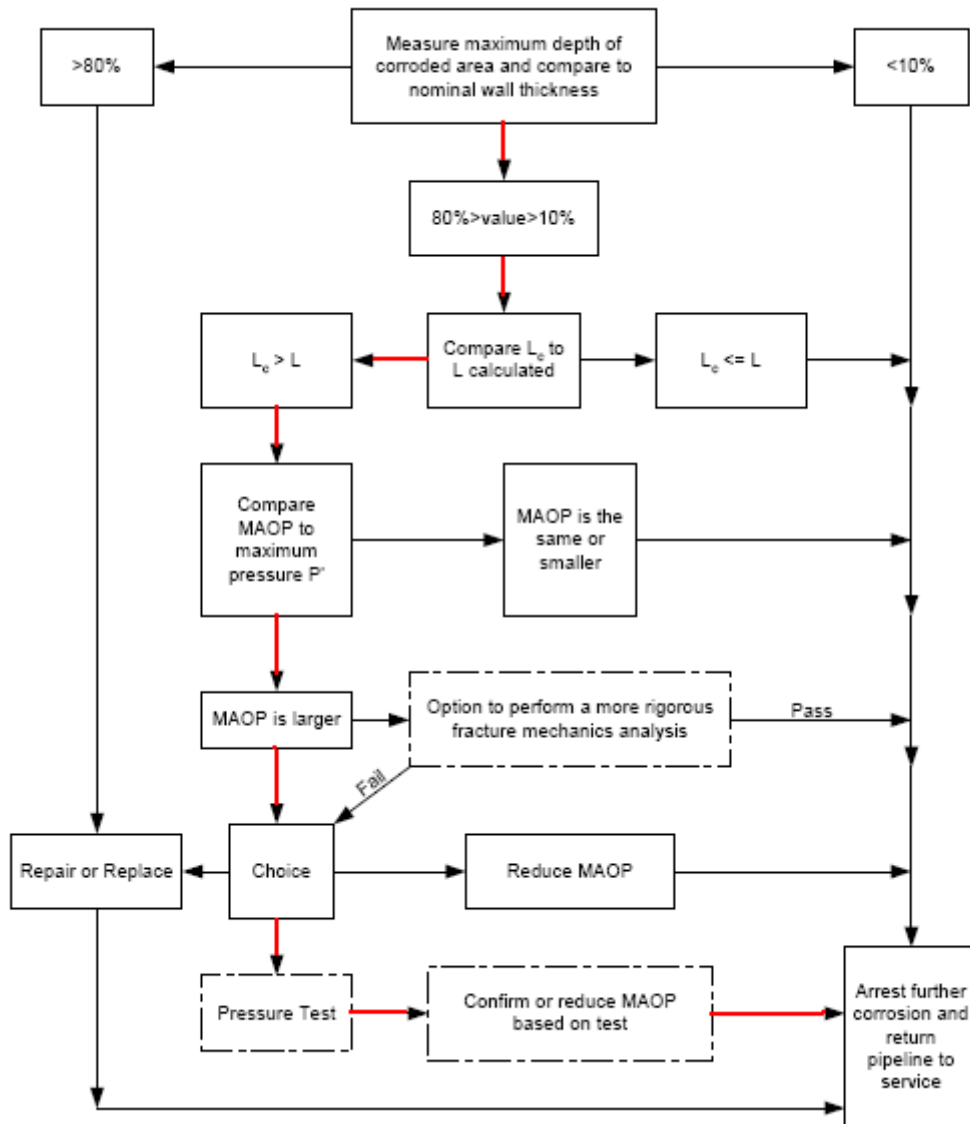 Measure maximum depth of
corroded area and compare to
nominal wall thickness
>80%
<10%
80%>value>10%
Compare Lc to
L calculated
Lc > L
Lc <= L
Compare
MAOP to
maximum
pressure P'
MAOP is the
same or
smaller
MAOP is larger
Option to perform a more rigorous
fracture mechanics analysis
Pass
Fail
Repair or Replace
Choice
Reduce MAOP
Pressure Test
Confirm or reduce MAOP
based on test
Arrest further
corrosion and
return
pipeline to
service